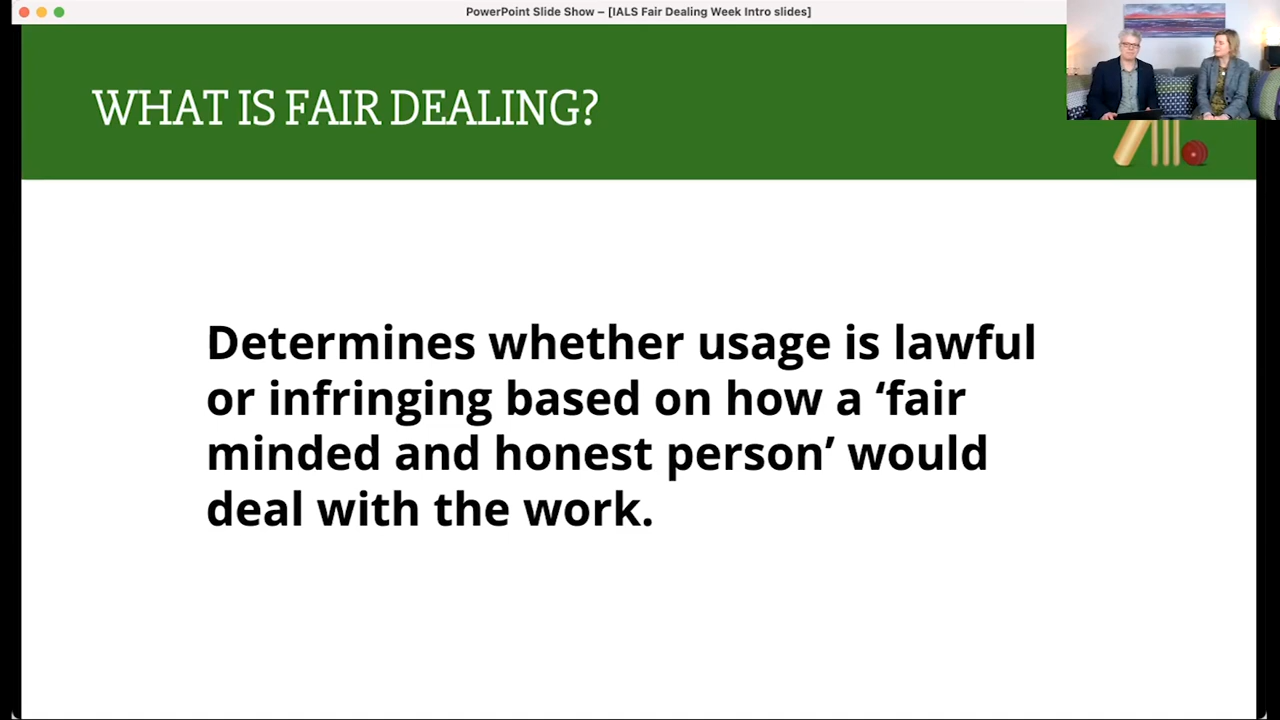 PowerPoint Slide Show – [IALS Fair Dealing Week Intro slides]
WHAT IS FAIR DEALING?
Determines whether usage is lawful
or infringing based on how a ‘fair
minded and honest person’ would
deal with the work.